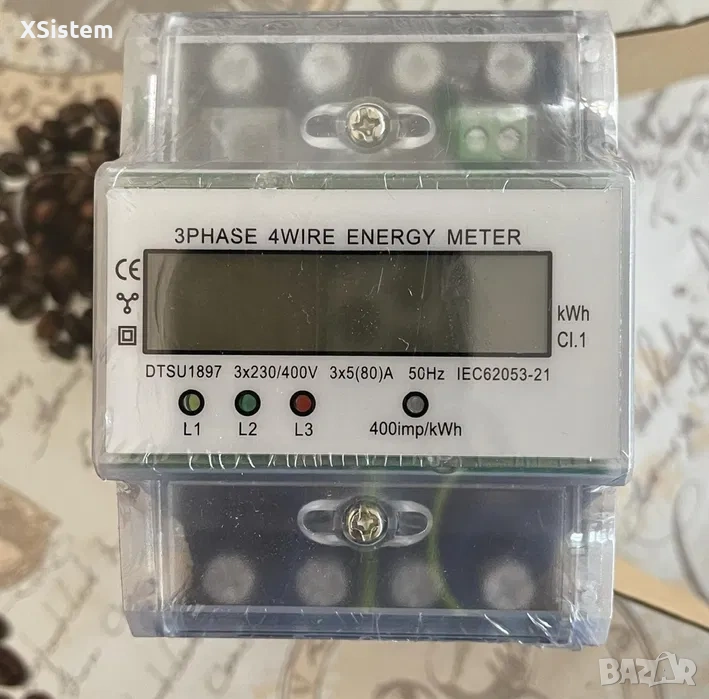 XSistem
3PHASE 4WIRE ENERGY METER
CE
kWh
Cl.1
DTSU1897 3x230/400V 3x5(80)A 50Hz IEC62053-21
L1 L2 L3 400imp/kWh
BAZAR